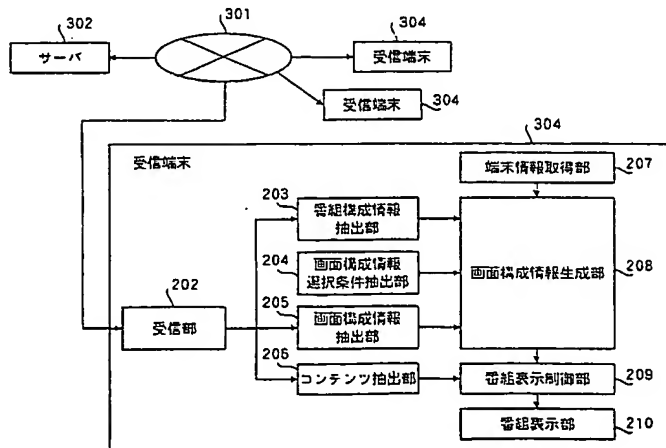 302
301
304
サーバ
受信端末
受信端末
304
304
受信端末
端末情報取得部
207
203
番組構成情報
抽出部
204
画面構成情報
選択条件抽出部
画面構成情報生成部
208
202
205
受信部
画面構成情報
抽出部
206
コンテンツ抽出部
番組表示制御部
209
番組表示部
210